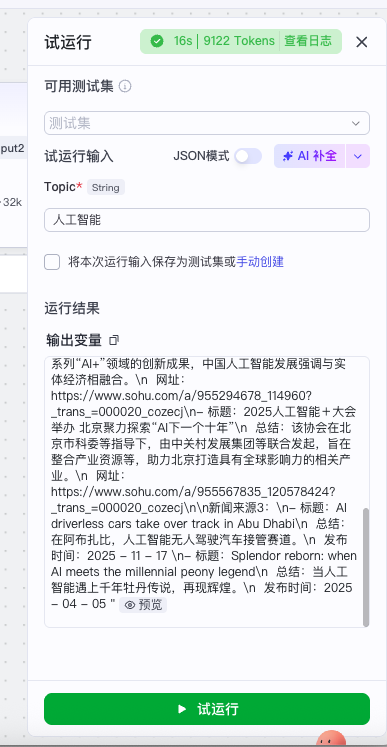 试运行
16s | 9122 Tokens 查看日志
可用测试集
测试集
put2
试运行输入
JSON模式
AI 补全
Topic* String
32k
人工智能
将本次运行输入保存为测试集或手动创建
运行结果
输出变量
系列“AI+”领域的创新成果，中国人工智能发展强调与实
体经济相融合。\n 网址：
https://www.sohu.com/a/955294678_114960?
_trans_=000020_cozecj\n- 标题：2025人工智能＋大会
举办 北京聚力探索“AI下一个十年”\n 总结：该协会在北
京市科委等指导下，由中关村发展集团等联合发起，旨在
整合产业资源等，助力北京打造具有全球影响力的相关产
业。\n 网址：
https://www.sohu.com/a/955567835_120578424?
_trans_=000020_cozecj\n\n新闻来源3：\n- 标题：AI
driverless cars take over track in Abu Dhabi\n 总结：
在阿布扎比，人工智能无人驾驶汽车接管赛道。\n 发布
时间：2025 - 11 - 17 \n- 标题：Splendor reborn: when
AI meets the millennial peony legend\n 总结：当人工
智能遇上千年牡丹传说，再现辉煌。\n 发布时间：2025
- 04 - 05 " 预览
试运行